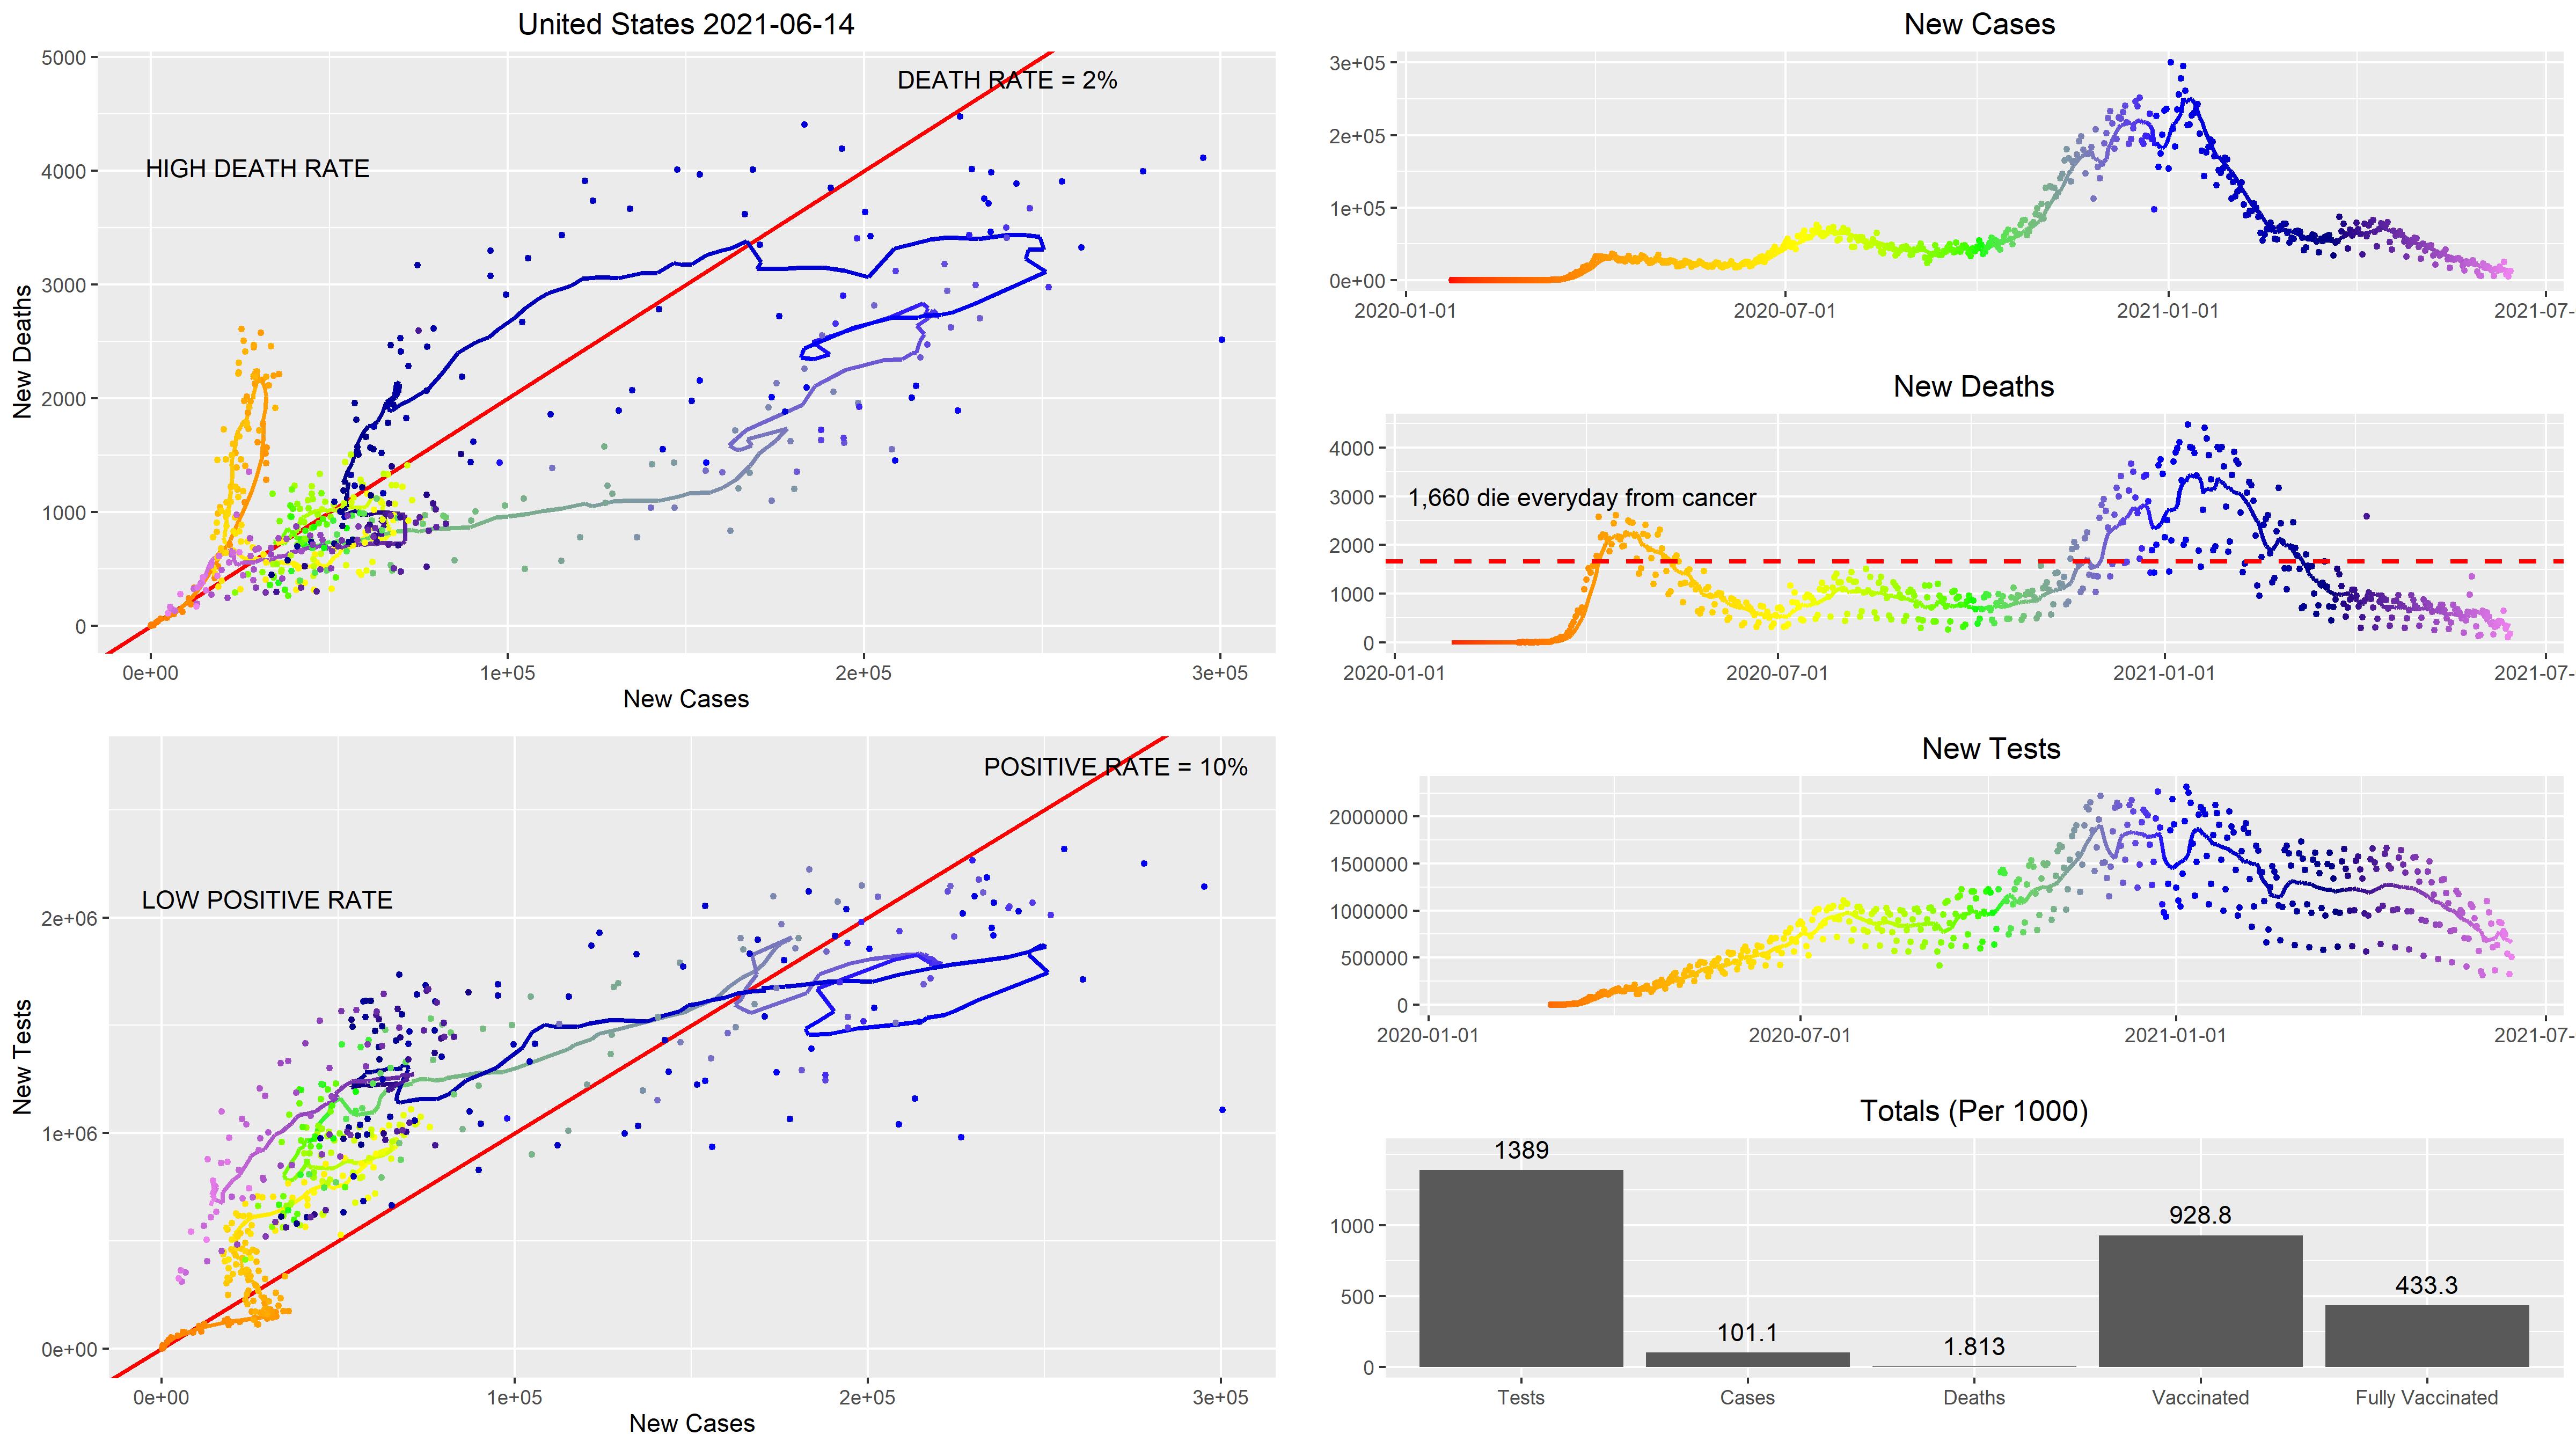 United States 2021-06-14
5000
4000
3000
2000
1000
0
New Deaths
DEATH RATE = 2%
HIGH DEATH RATE
0e+00 1e+05 2e+05 3e+05
New Cases
2e+06
1e+06
0e+00
New Tests
POSITIVE RATE = 10%
LOW POSITIVE RATE
0e+00 1e+05 2e+05 3e+05
New Cases
New Cases
3e+05
2e+05
1e+05
0e+00
2020-01-01 2020-07-01 2021-01-01 2021-07-
New Deaths
4000
3000
2000
1000
0
1,660 die everyday from cancer
2020-01-01 2020-07-01 2021-01-01 2021-07-
New Tests
2000000
1500000
1000000
500000
0
2020-01-01 2020-07-01 2021-01-01 2021-07-
Totals (Per 1000)
1000
500
0
1389
101.1
1.813
928.8
433.3
Tests Cases Deaths Vaccinated Fully Vaccinated